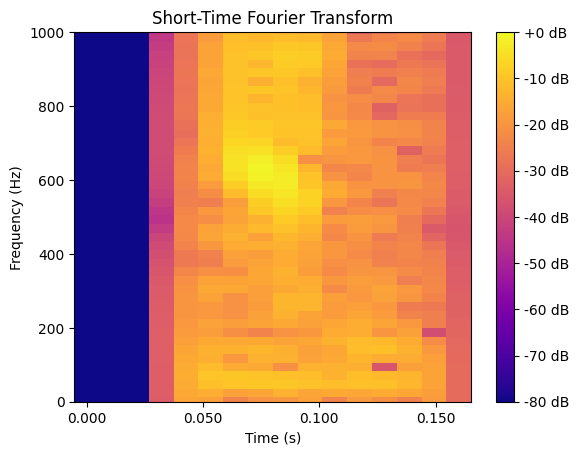 Short-Time Fourier Transform
1000
800
600
400
200
0
Frequency (Hz)
0.000
0.050
0.100
0.150
Time (s)
+0 dB
-10 dB
-20 dB
-30 dB
-40 dB
-50 dB
-60 dB
-70 dB
-80 dB